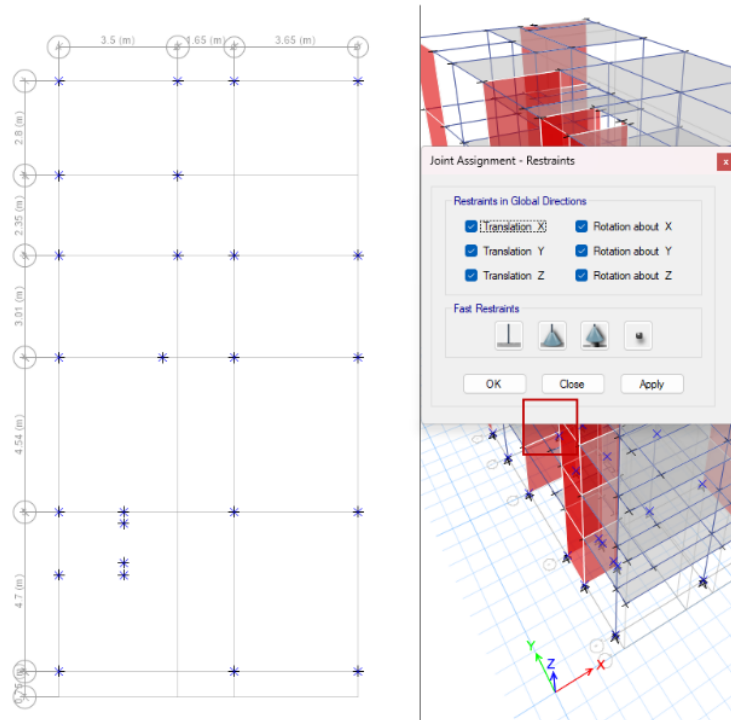 3.5 (m)
1.65 (m)
3.65 (m)
2.8 (m)
2.35 (m)
3.01 (m)
4.54 (m)
4.7 (m)
Joint Assignment - Restraints
x
Restraints in Global Directions
Translation X
Rotation about X
Translation Y
Rotation about Y
Translation Z
Rotation about Z
Fast Restraints
OK
Close
Apply
Y
Z
X